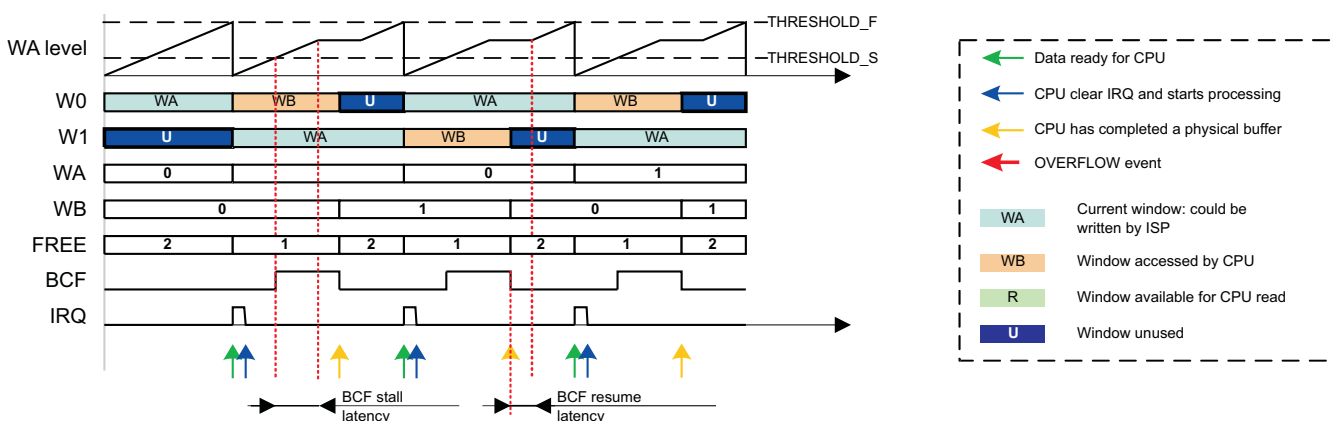 THRESHOLD_F
WA level
THRESHOLD_S
W0 WA WB U WA WB U
W1 U WA WB U WA
WA 0 0 1
WB 0 1 0 1
FREE 2 1 2 1 2 1 2
BCF
IRQ
BCF stall
latency
BCF resume
latency
Data ready for CPU
CPU clear IRQ and starts processing
CPU has completed a physical buffer
OVERFLOW event
WA Current window: could be
written by ISP
WB Window accessed by CPU
R Window available for CPU read
U Window unused